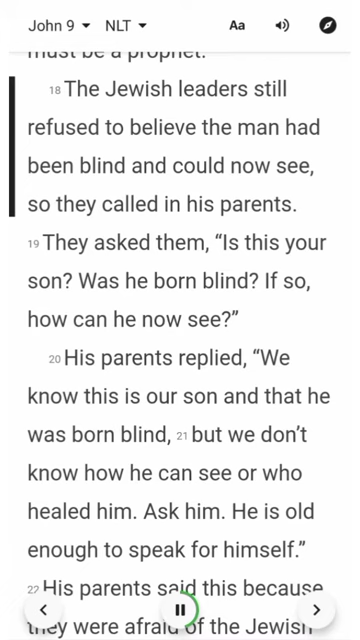 John 9 NLT Aa
must be a prophet."
18 The Jewish leaders still
refused to believe the man had
been blind and could now see,
so they called in his parents.
19 They asked them, “Is this your
son? Was he born blind? If so,
how can he now see?”
20 His parents replied, “We
know this is our son and that he
was born blind, 21 but we don’t
know how he can see or who
healed him. Ask him. He is old
enough to speak for himself.”
22 His parents said this because
they were afraid of the Jewish